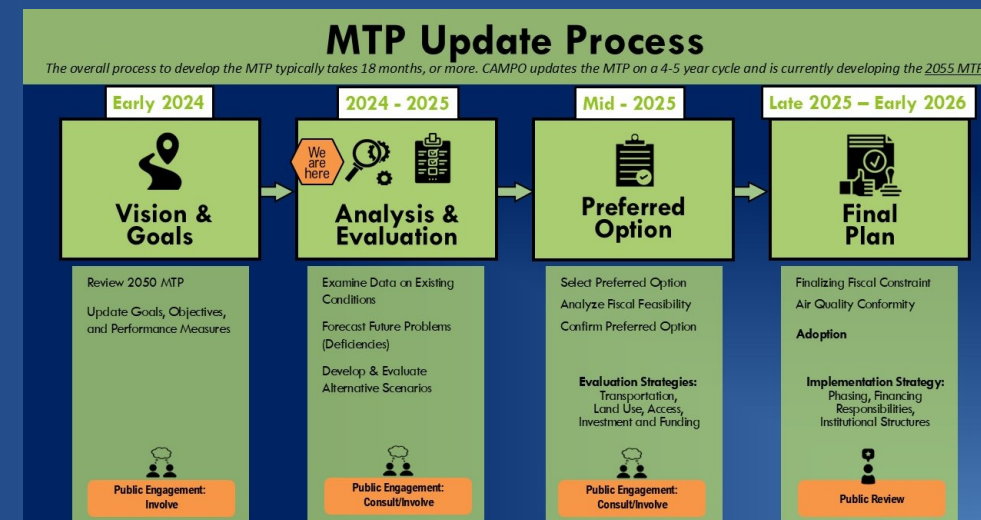 MTP Update Process
The overall process to develop the MTP typically takes 18 months, or more. CAMPO updates the MTP on a 4-5 year cycle and is currently developing the 2055 MTP
Early 2024
Vision &
Goals
Review 2050 MTP
Update Goals, Objectives,
and Performance Measures
Public Engagement:
Involve
2024 - 2025
We
are
here
Analysis &
Evaluation
Examine Data on Existing
Conditions
Forecast Future Problems
(Deficiencies)
Develop & Evaluate
Alternative Scenarios
Public Engagement:
Consult/Involve
Mid - 2025
Preferred
Option
Select Preferred Option
Analyze Fiscal Feasibility
Confirm Preferred Option
Evaluation Strategies:
Transportation,
Land Use, Access,
Investment and Funding
Public Engagement:
Consult/Involve
Late 2025 – Early 2026
Final
Plan
Finalizing Fiscal Constraint
Air Quality Conformity
Adoption
Implementation Strategy:
Phasing, Financing
Responsibilities,
Institutional Structures
Public Review